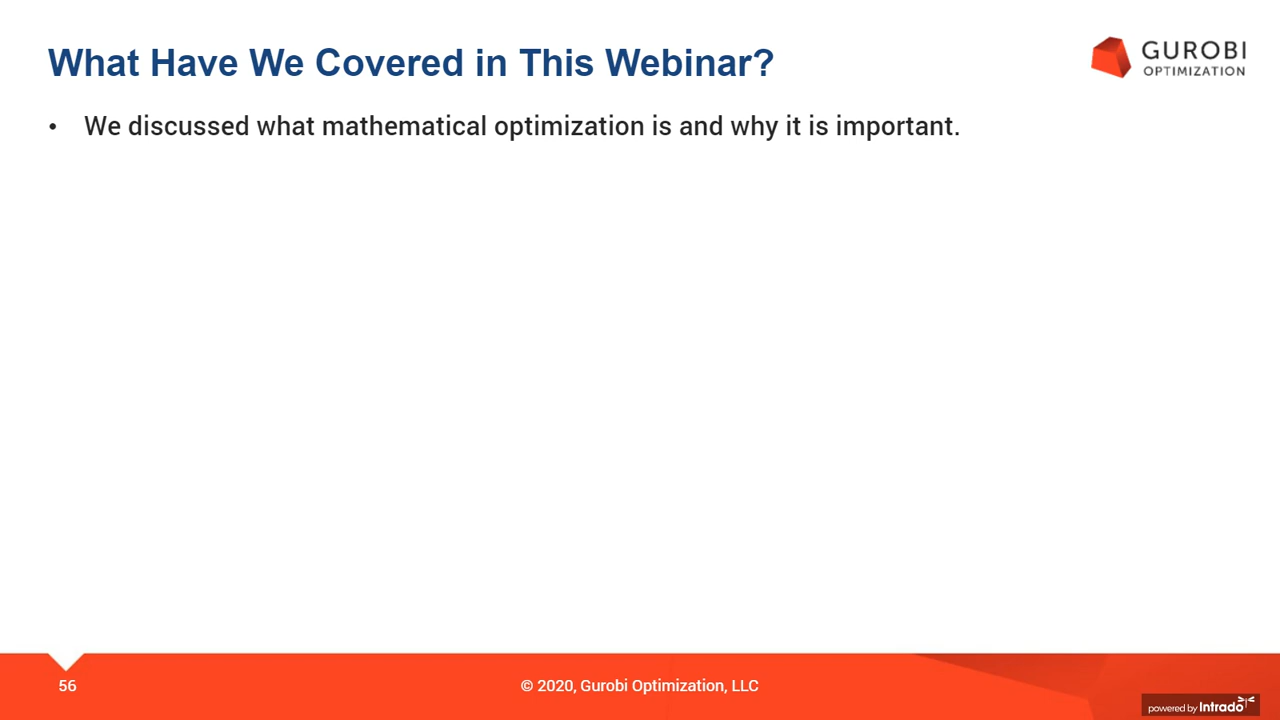 What Have We Covered in This Webinar?
GUROBI
OPTIMIZATION
• We discussed what mathematical optimization is and why it is important.
56
© 2020, Gurobi Optimization, LLC
powered by Intrado